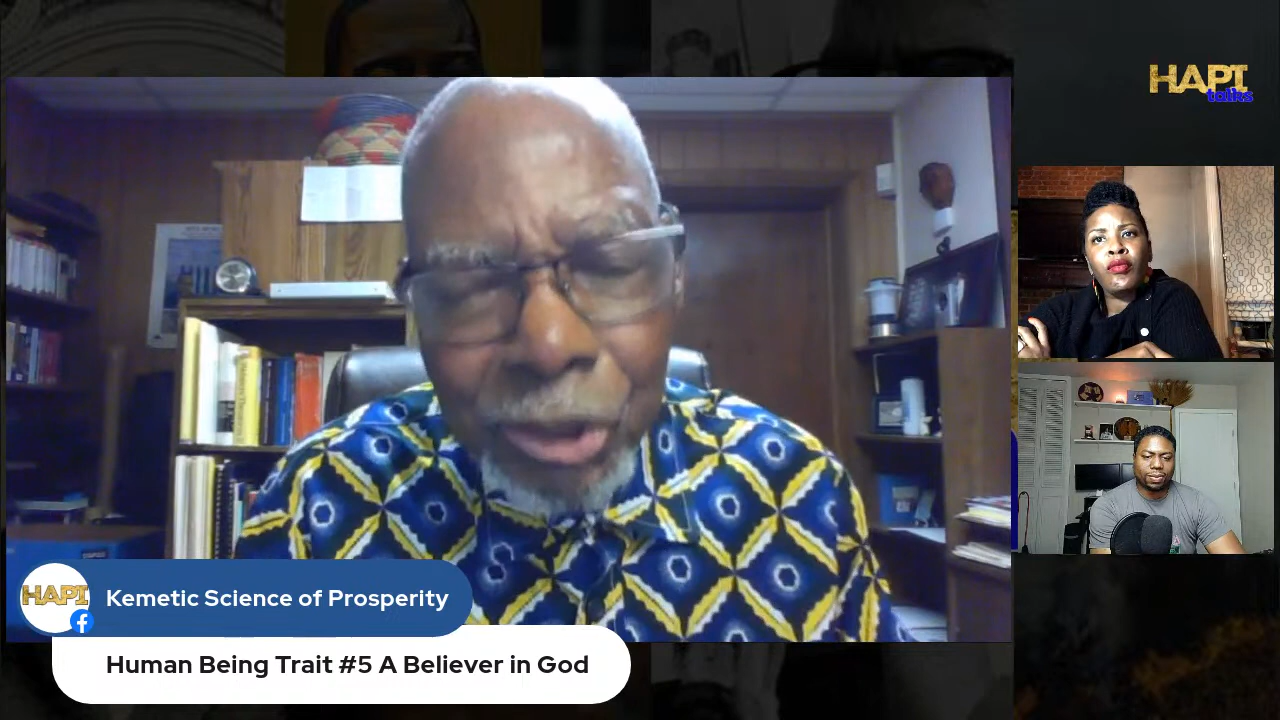 HAPI
talks
HAPI
Kemetic Science of Prosperity
Human Being Trait #5 A Believer in God